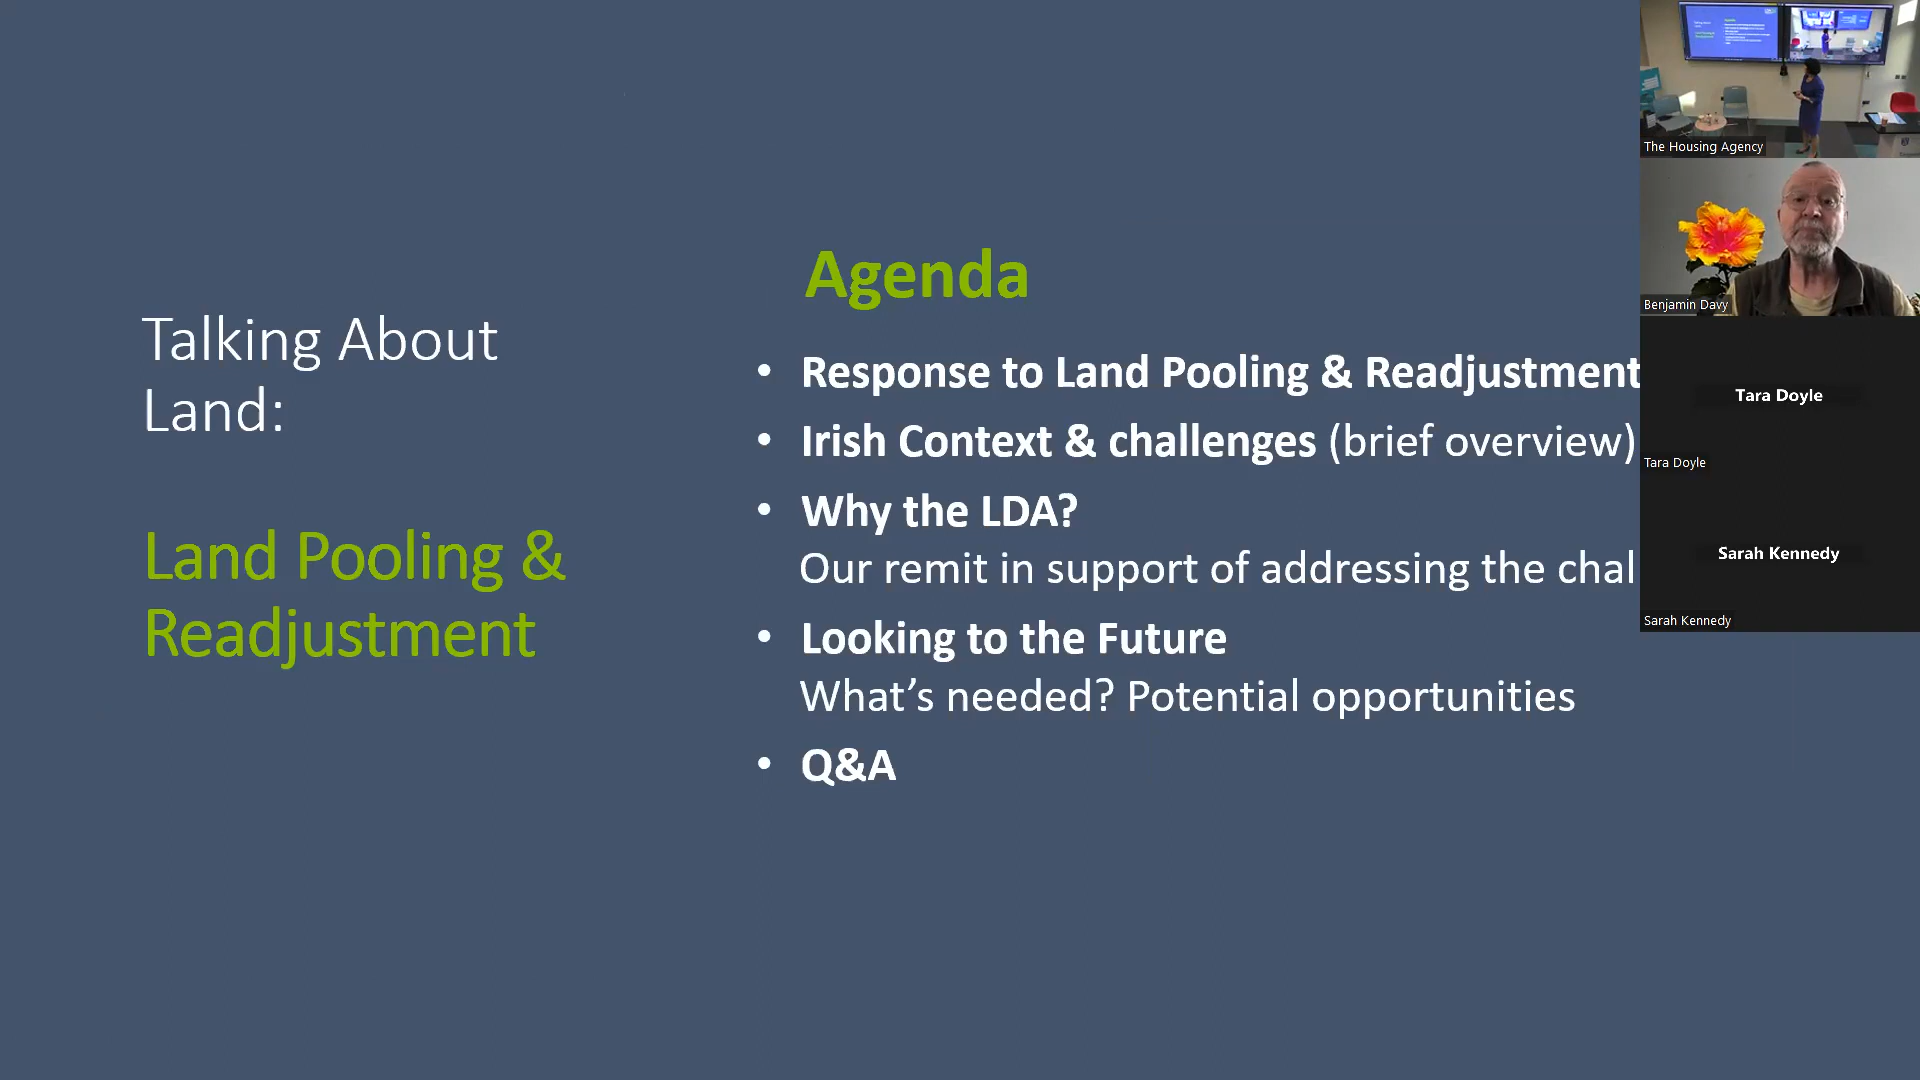 Talking About
Land:
Land Pooling &
Readjustment
Agenda
• Response to Land Pooling & Readjustment
• Irish Context & challenges (brief overview)
• Why the LDA?
Our remit in support of addressing the chal
• Looking to the Future
What’s needed? Potential opportunities
• Q&A
The Housing Agency
Benjamin Davy
Tara Doyle
Tara Doyle
Sarah Kennedy
Sarah Kennedy